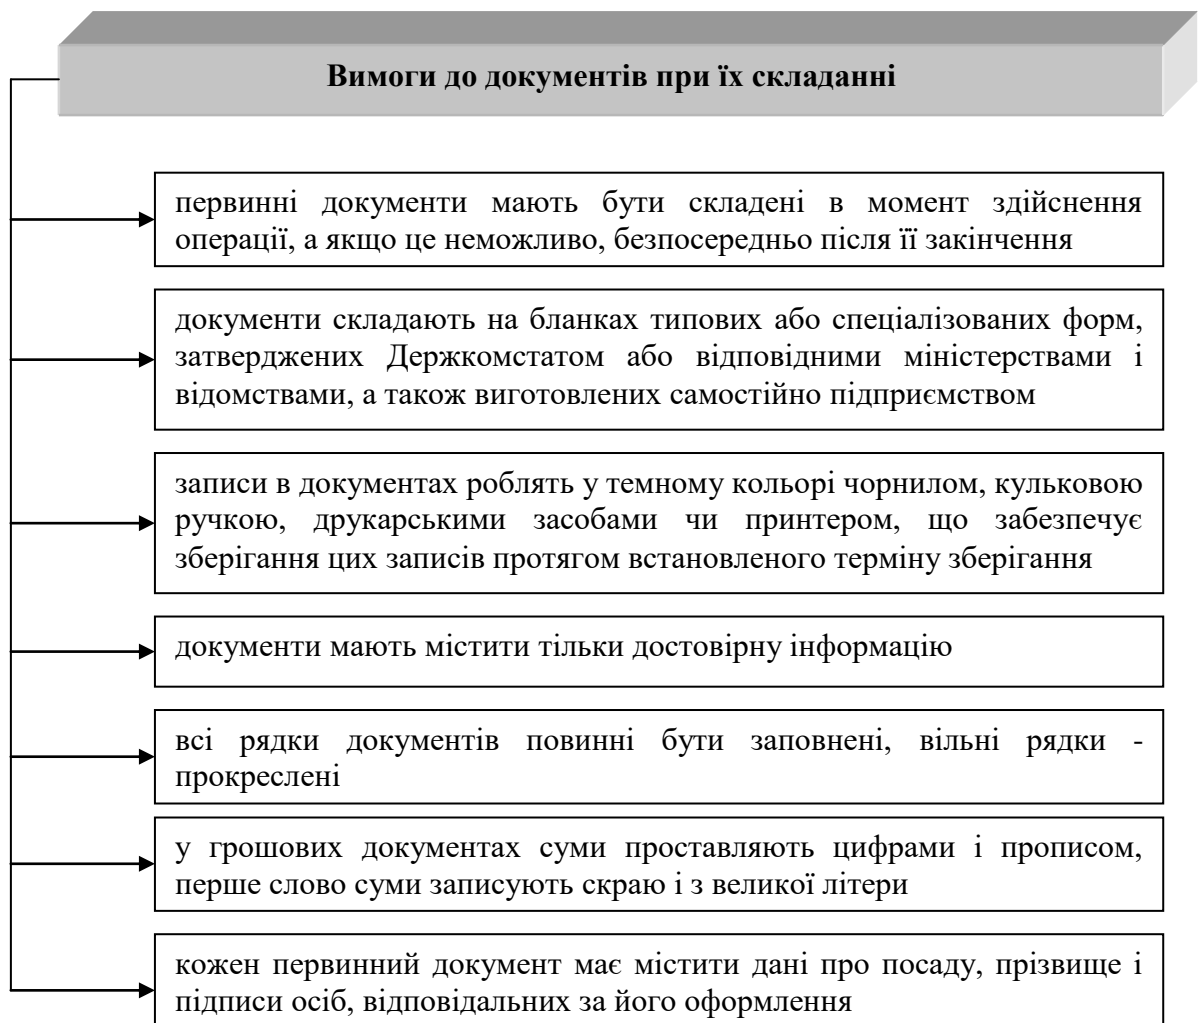 Вимоги до документів при їх складанні
первинні документи мають бути складені в момент здійснення
операції, а якщо це неможливо, безпосередньо після її закінчення
документи складають на бланках типових або спеціалізованих форм,
затверджених Держкомстатом або відповідними міністерствами і
відомствами, а також виготовлених самостійно підприємством
записи в документах роблять у темному кольорі чорнилом, кульковою
ручкою, друкарськими засобами чи принтером, що забезпечує
зберігання цих записів протягом встановленого терміну зберігання
документи мають містити тільки достовірну інформацію
всі рядки документів повинні бути заповнені, вільні рядки -
прокреслені
у грошових документах суми проставляють цифрами і прописом,
перше слово суми записують скраю і з великої літери
кожен первинний документ має містити дані про посаду, прізвище і
підписи осіб, відповідальних за його оформлення